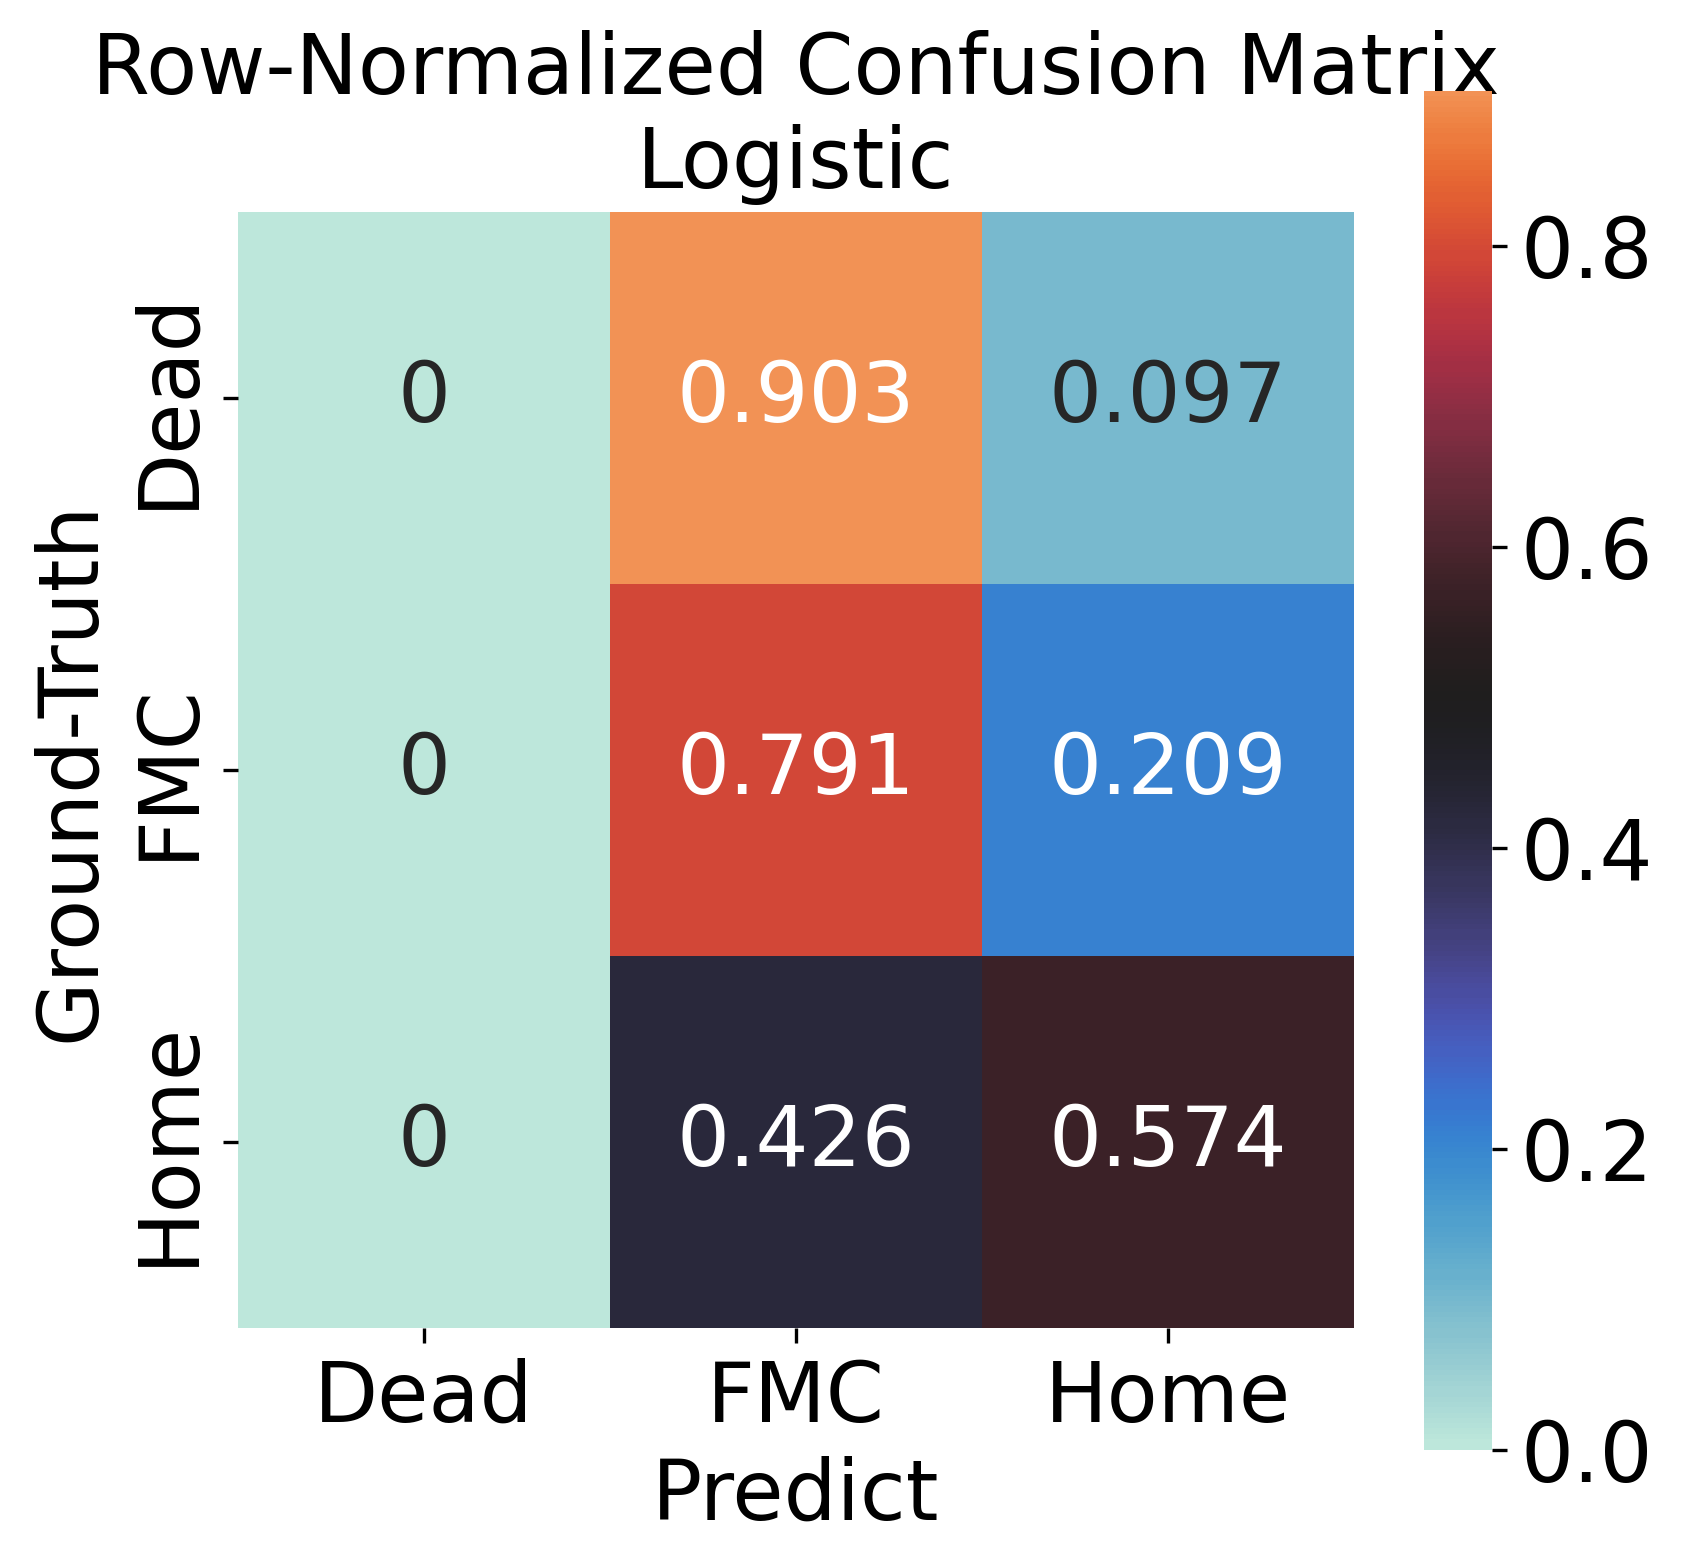 Row-Normalized Confusion Matrix
Logistic
Ground-Truth
Dead
0
0.903
0.097
FMC
0
0.791
0.209
Home
0
0.426
0.574
Dead
FMC
Home
Predict
0.8
0.6
0.4
0.2
0.0